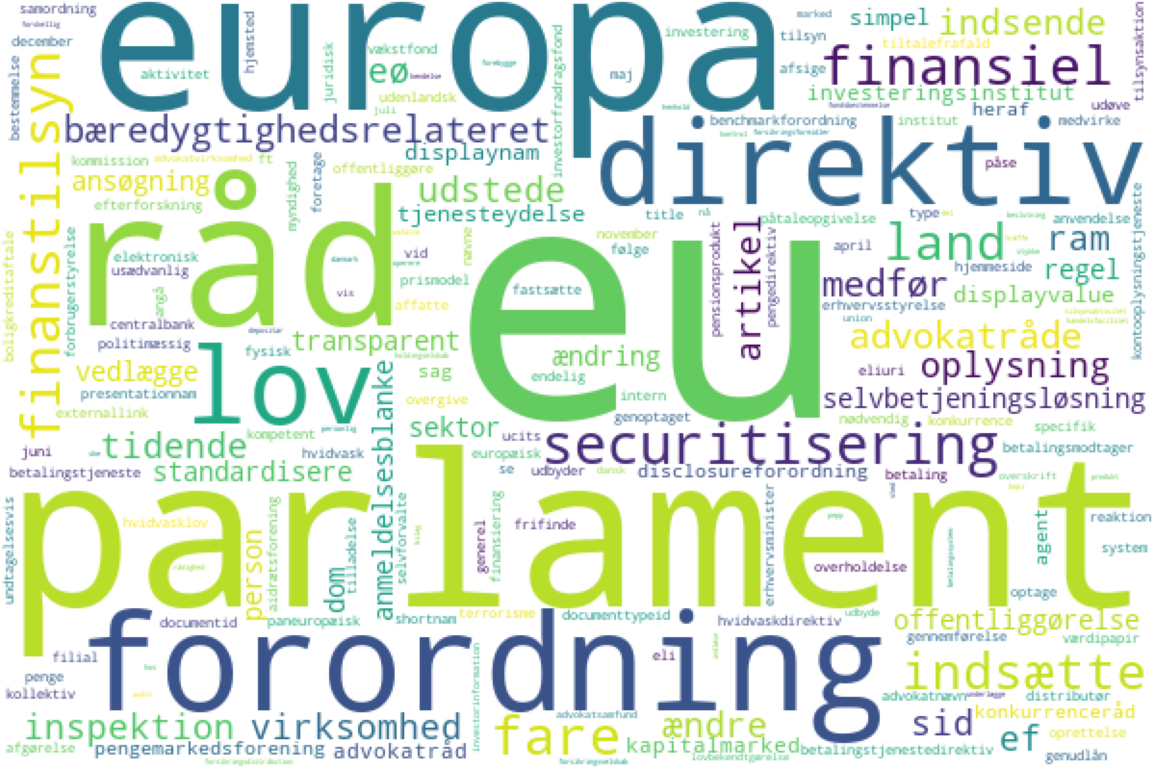 samordning
december
europa
aktivitet
hjemsted
juridisk
vækstfond
eø
udenlandsk
juli
investorfradragsfond
investering
maj
marked
tilsyn
afsige
simpel
indsende
tiltalefrafald
finansiel
investeringsinstitut
tilsynsaktion
bestemmelse
finanstilsyn
bæredygtighedsrelateret
displaynam
benchmarkforordning
institut
heraf
udøve
medvirke
direktiv
påse
kommission
advokatvirksomhed
ft
ansøgning
efterforskning
myndighed
foretage
offentliggøre
udstede
tjenesteydelse
title
nå
påtaleopgivelse
type
anvendelse
råd
eu
november
følge
pensionsprodukt
artikel
pengedirektiv
april
land
ram
hjemmeside
regel
kontooplysningstjeneste
boligkreditaftale
forbrugerstyrelse
elektronisk
usædvanlig
angå
centralbank
politimæssig
vid
vis
prismodel
affatte
nævne
fastsætte
medfør
erhvervsstyrelse
union
displayvalue
advokatråde
lov
fysisk
transparent
ændring
endelig
intern
sag
overgive
genoptaget
eliuri
oplysning
selvbetjeningsløsning
vedlægge
presentationnam
externallink
juni
tidende
kompetent
hvidvask
anmeldelsesblanke
sektor
ucits
europæisk
se
udbyder
dansk
securitisering
disclosureforordning
nødvendig
konkurrence
specifik
betalingsmodtager
betaling
overskrift
produkt
betalingstjeneste
standardisere
parlament
undtagelsesvis
hvidvasklov
person
aidrætsforening
dom
tilladelse
selvforvalte
generel
finansiering
frifinde
erhvervsminister
overholdelse
agent
reaktion
system
optage
documentid
paneuropæisk
shortnam
terrorisme
documenttypeid
hvidvaskdirektiv
udbyde
offentliggørelse
gennemførelse
værdipapir
forordning
filial
penge
kollektiv
eli
indsætte
advokatnævn
distributør
inspektion
virksomhed
investorinformation
fare
advokatsamfund
ændre
sid
konkurrenceråd
ef
oprettelse
afgørelse
pengemarkedsforening
advokatråd
kapitalmarked
lovbekendtgørelse
betalingstjenestedirektiv
genudlån